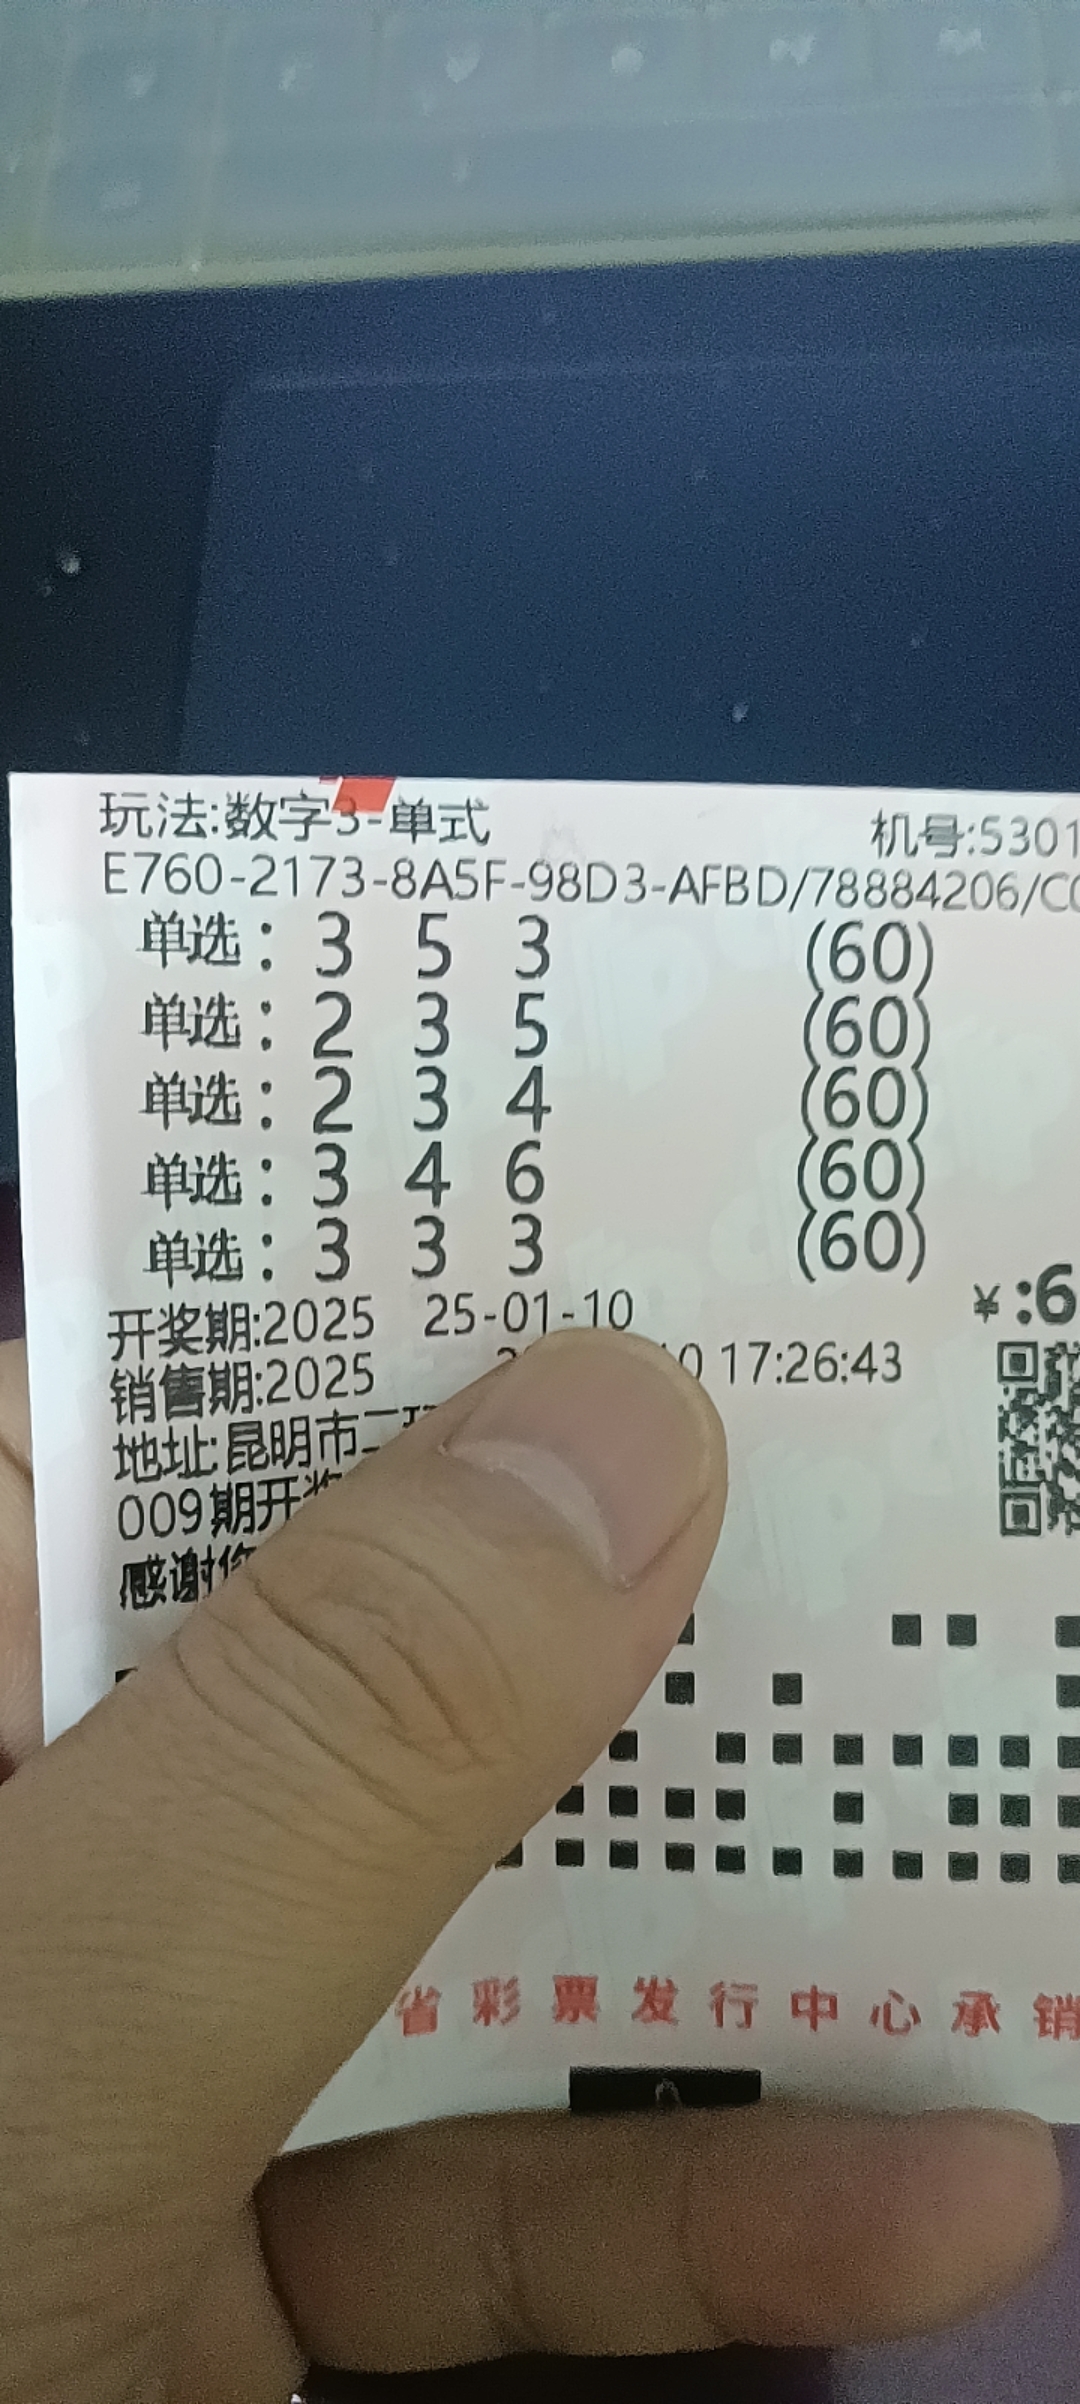 玩法:数字3-单式
机号:5301
E760-2173-8A5F-98D3-AFBD/78884206/C
单选: 3 5 3 (60)
单选: 2 3 5 (60)
单选: 2 3 4 (60)
单选: 3 4 6 (60)
单选: 3 3 3 (60)
¥:6
开奖期:2025 25-01-10
销售期:2025 0 17:26:43
地址:昆明市二
009期开
感谢
省彩票发行中心承销